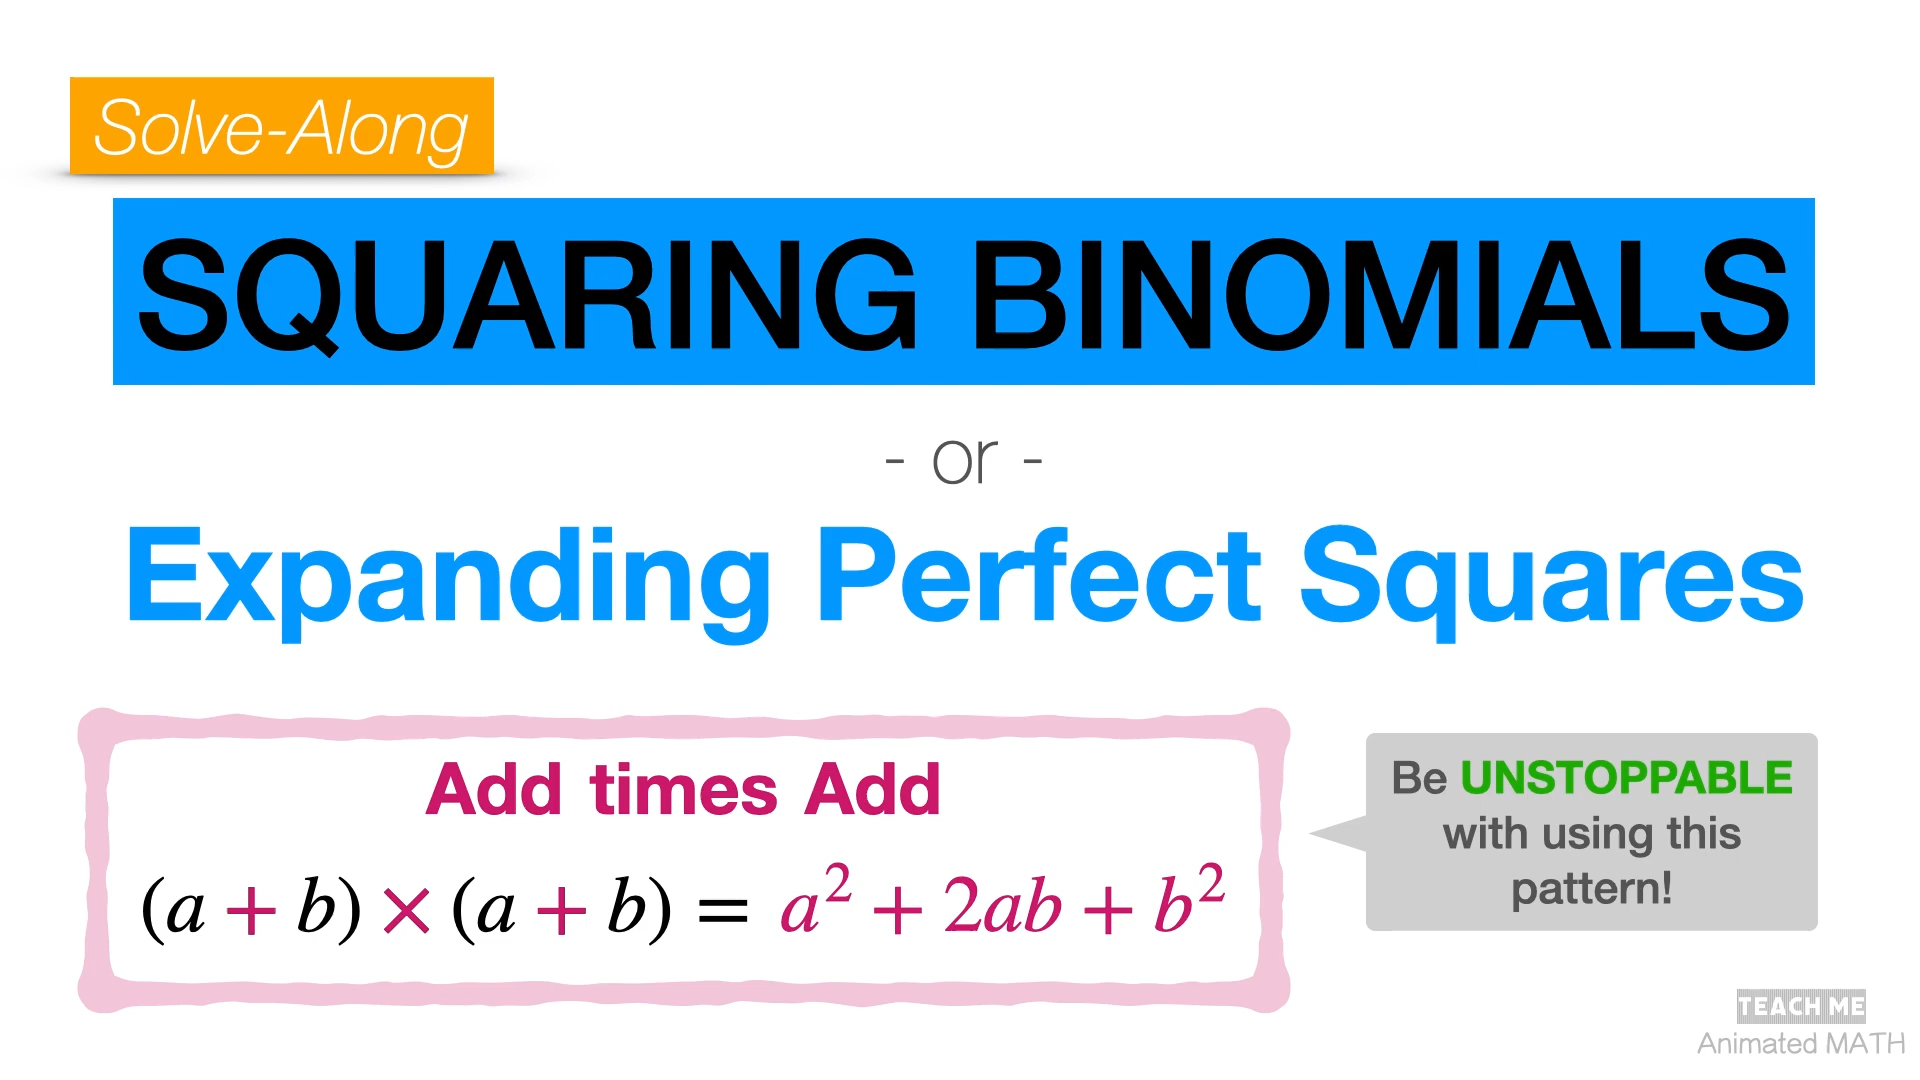 Solve-Along
SQUARING BINOMIALS
- or -
Expanding Perfect Squares
Add times Add
(a + b) × (a + b) = a² + 2ab + b²
Be UNSTOPPABLE
with using this
pattern!
TEACH ME
Animated MATH